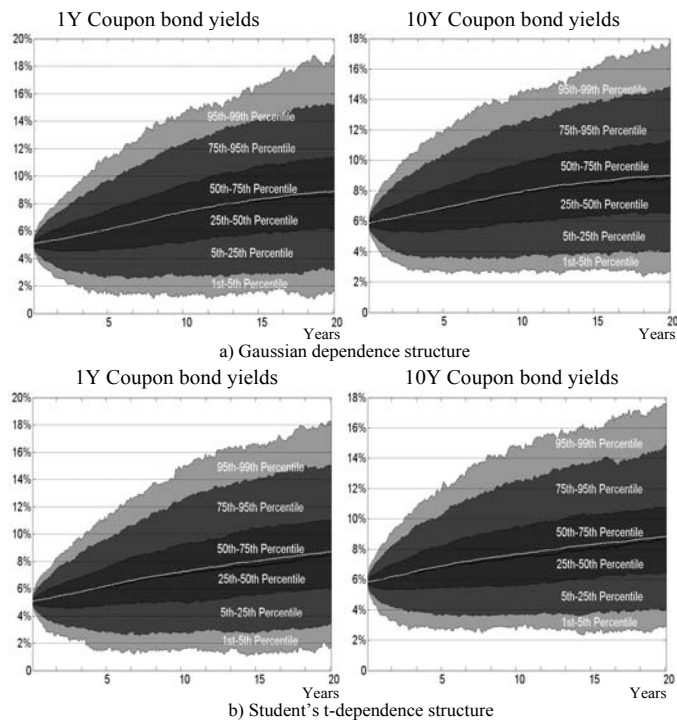 1Y Coupon bond yields 10Y Coupon bond yields
20%
18%
16%
14%
12%
10%
8%
6%
4%
2%
0
95th-99th Percentile
75th-95th Percentile
50th-75th Percentile
25th-50th Percentile
5th-25th Percentile
1st-5th Percentile
5 10 15 20
Years
18%
16%
14%
12%
10%
8%
6%
4%
2%
0
95th-99th Percentile
75th-95th Percentile
50th-75th Percentile
25th-50th Percentile
5th-25th Percentile
1st-5th Percentile
5 10 15 20
Years
a) Gaussian dependence structure
1Y Coupon bond yields 10Y Coupon bond yields
20%
18%
16%
14%
12%
10%
8%
6%
4%
2%
0
95th-99th Percentile
75th-95th Percentile
50th-75th Percentile
25th-50th Percentile
5th-25th Percentile
1st-5th Percentile
5 10 15 20
Years
18%
16%
14%
12%
10%
8%
6%
4%
2%
0
95th-99th Percentile
75th-95th Percentile
50th-75th Percentile
25th-50th Percentile
5th-25th Percentile
1st-5th Percentile
5 10 15 20
Years
b) Student's t-dependence structure